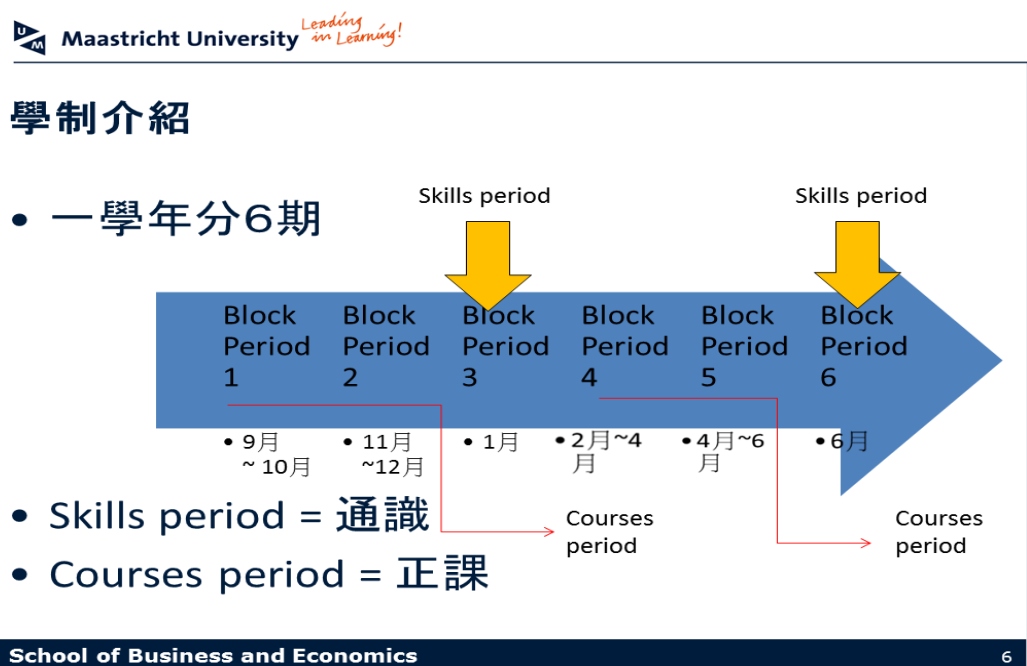 UM
Maastricht University
Leading
in Learning!
學制介紹
• 一學年分6期
Skills period
Skills period
Block
Period
1
Block
Period
2
Block
Period
3
Block
Period
4
Block
Period
5
Block
Period
6
• 9月
~ 10月
• 11月
~12月
• 1月
•2月~4
月
•4月~6
月
•6月
• Skills period = 通識
Courses
period
Courses
period
• Courses period = 正課
School of Business and Economics
6